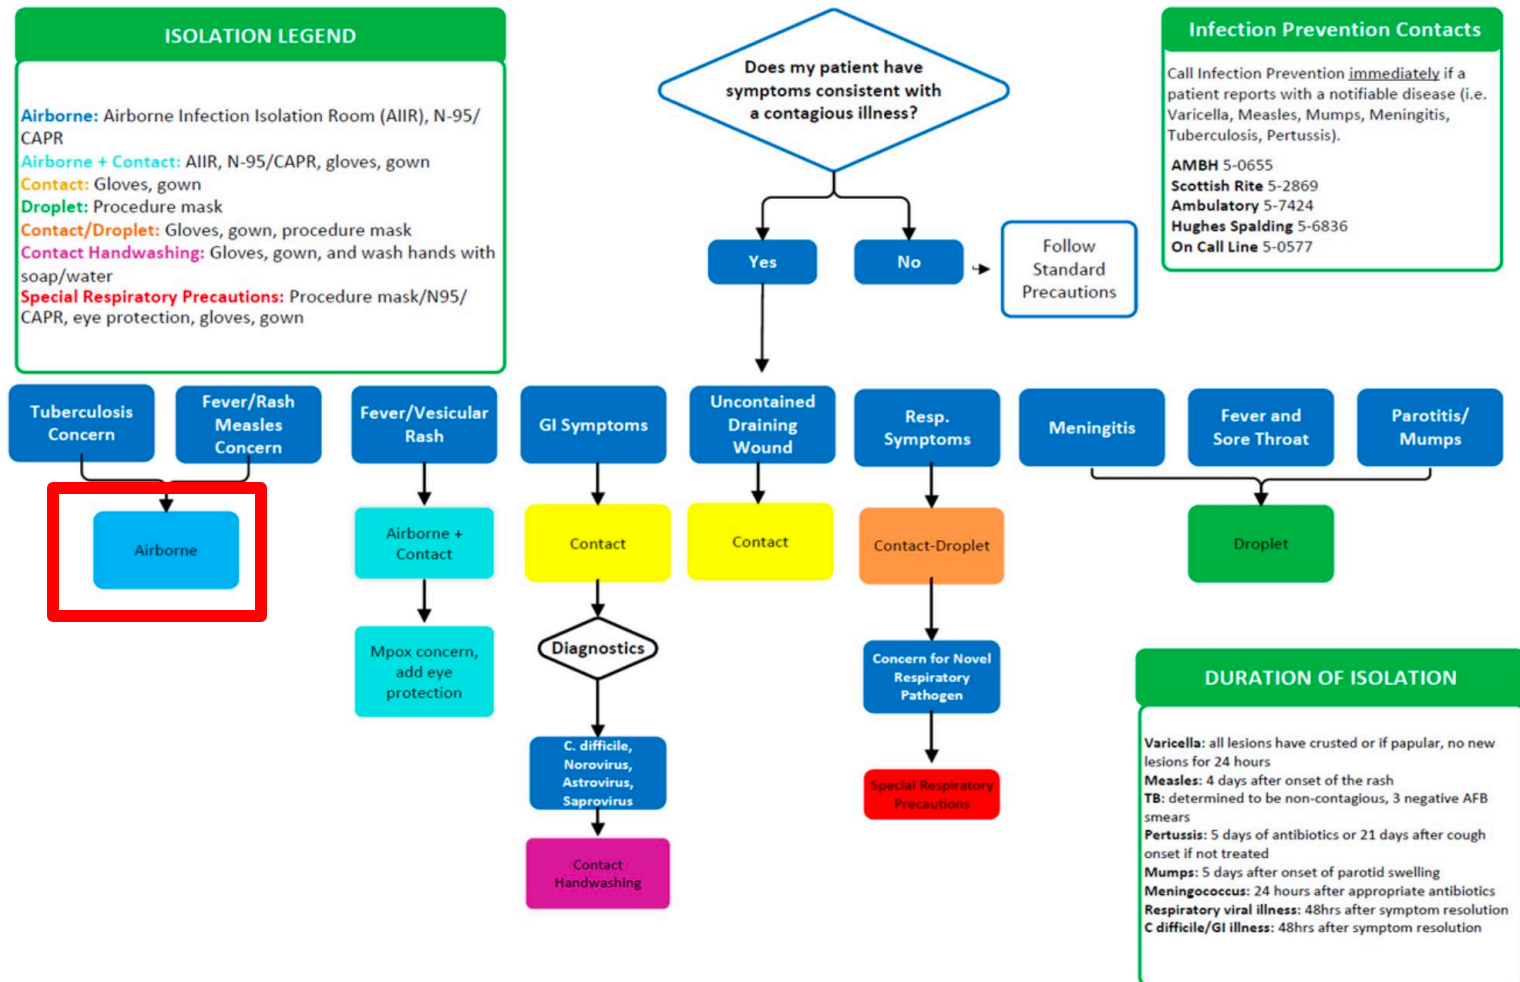 ISOLATION LEGEND
Airborne: Airborne Infection Isolation Room (AIIR), N-95/
CAPR
Airborne + Contact: AIIR, N-95/CAPR, gloves, gown
Contact: Gloves, gown
Droplet: Procedure mask
Contact/Droplet: Gloves, gown, procedure mask
Contact Handwashing: Gloves, gown, and wash hands with
soap/water
Special Respiratory Precautions: Procedure mask/N95/
CAPR, eye protection, gloves, gown
Does my patient have
symptoms consistent with
a contagious illness?
Infection Prevention Contacts
Call Infection Prevention immediately if a
patient reports with a notifiable disease (i.e.
Varicella, Measles, Mumps, Meningitis,
Tuberculosis, Pertussis).
AMBH 5-0655
Scottish Rite 5-2869
Ambulatory 5-7424
Hughes Spalding 5-6836
On Call Line 5-0577
Yes
No
Follow
Standard
Precautions
Tuberculosis
Concern
Fever/Rash
Measles
Concern
Fever/Vesicular
Rash
GI Symptoms
Uncontained
Draining
Wound
Resp.
Symptoms
Meningitis
Fever and
Sore Throat
Parotitis/
Mumps
Airborne
Airborne +
Contact
Contact
Contact
Contact-Droplet
Droplet
Mpox concern,
add eye
protection
Diagnostics
Concern for Novel
Respiratory
Pathogen
C. difficile,
Norovirus,
Astrovirus,
Saprovirus
Special Respiratory
Precautions
Contact
Handwashing
DURATION OF ISOLATION
Varicella: all lesions have crusted or if papular, no new
lesions for 24 hours
Measles: 4 days after onset of the rash
TB: determined to be non-contagious, 3 negative AFB
smears
Pertussis: 5 days of antibiotics or 21 days after cough
onset if not treated
Mumps: 5 days after onset of parotid swelling
Meningococcus: 24 hours after appropriate antibiotics
Respiratory viral illness: 48hrs after symptom resolution
C difficile/GI illness: 48hrs after symptom resolution